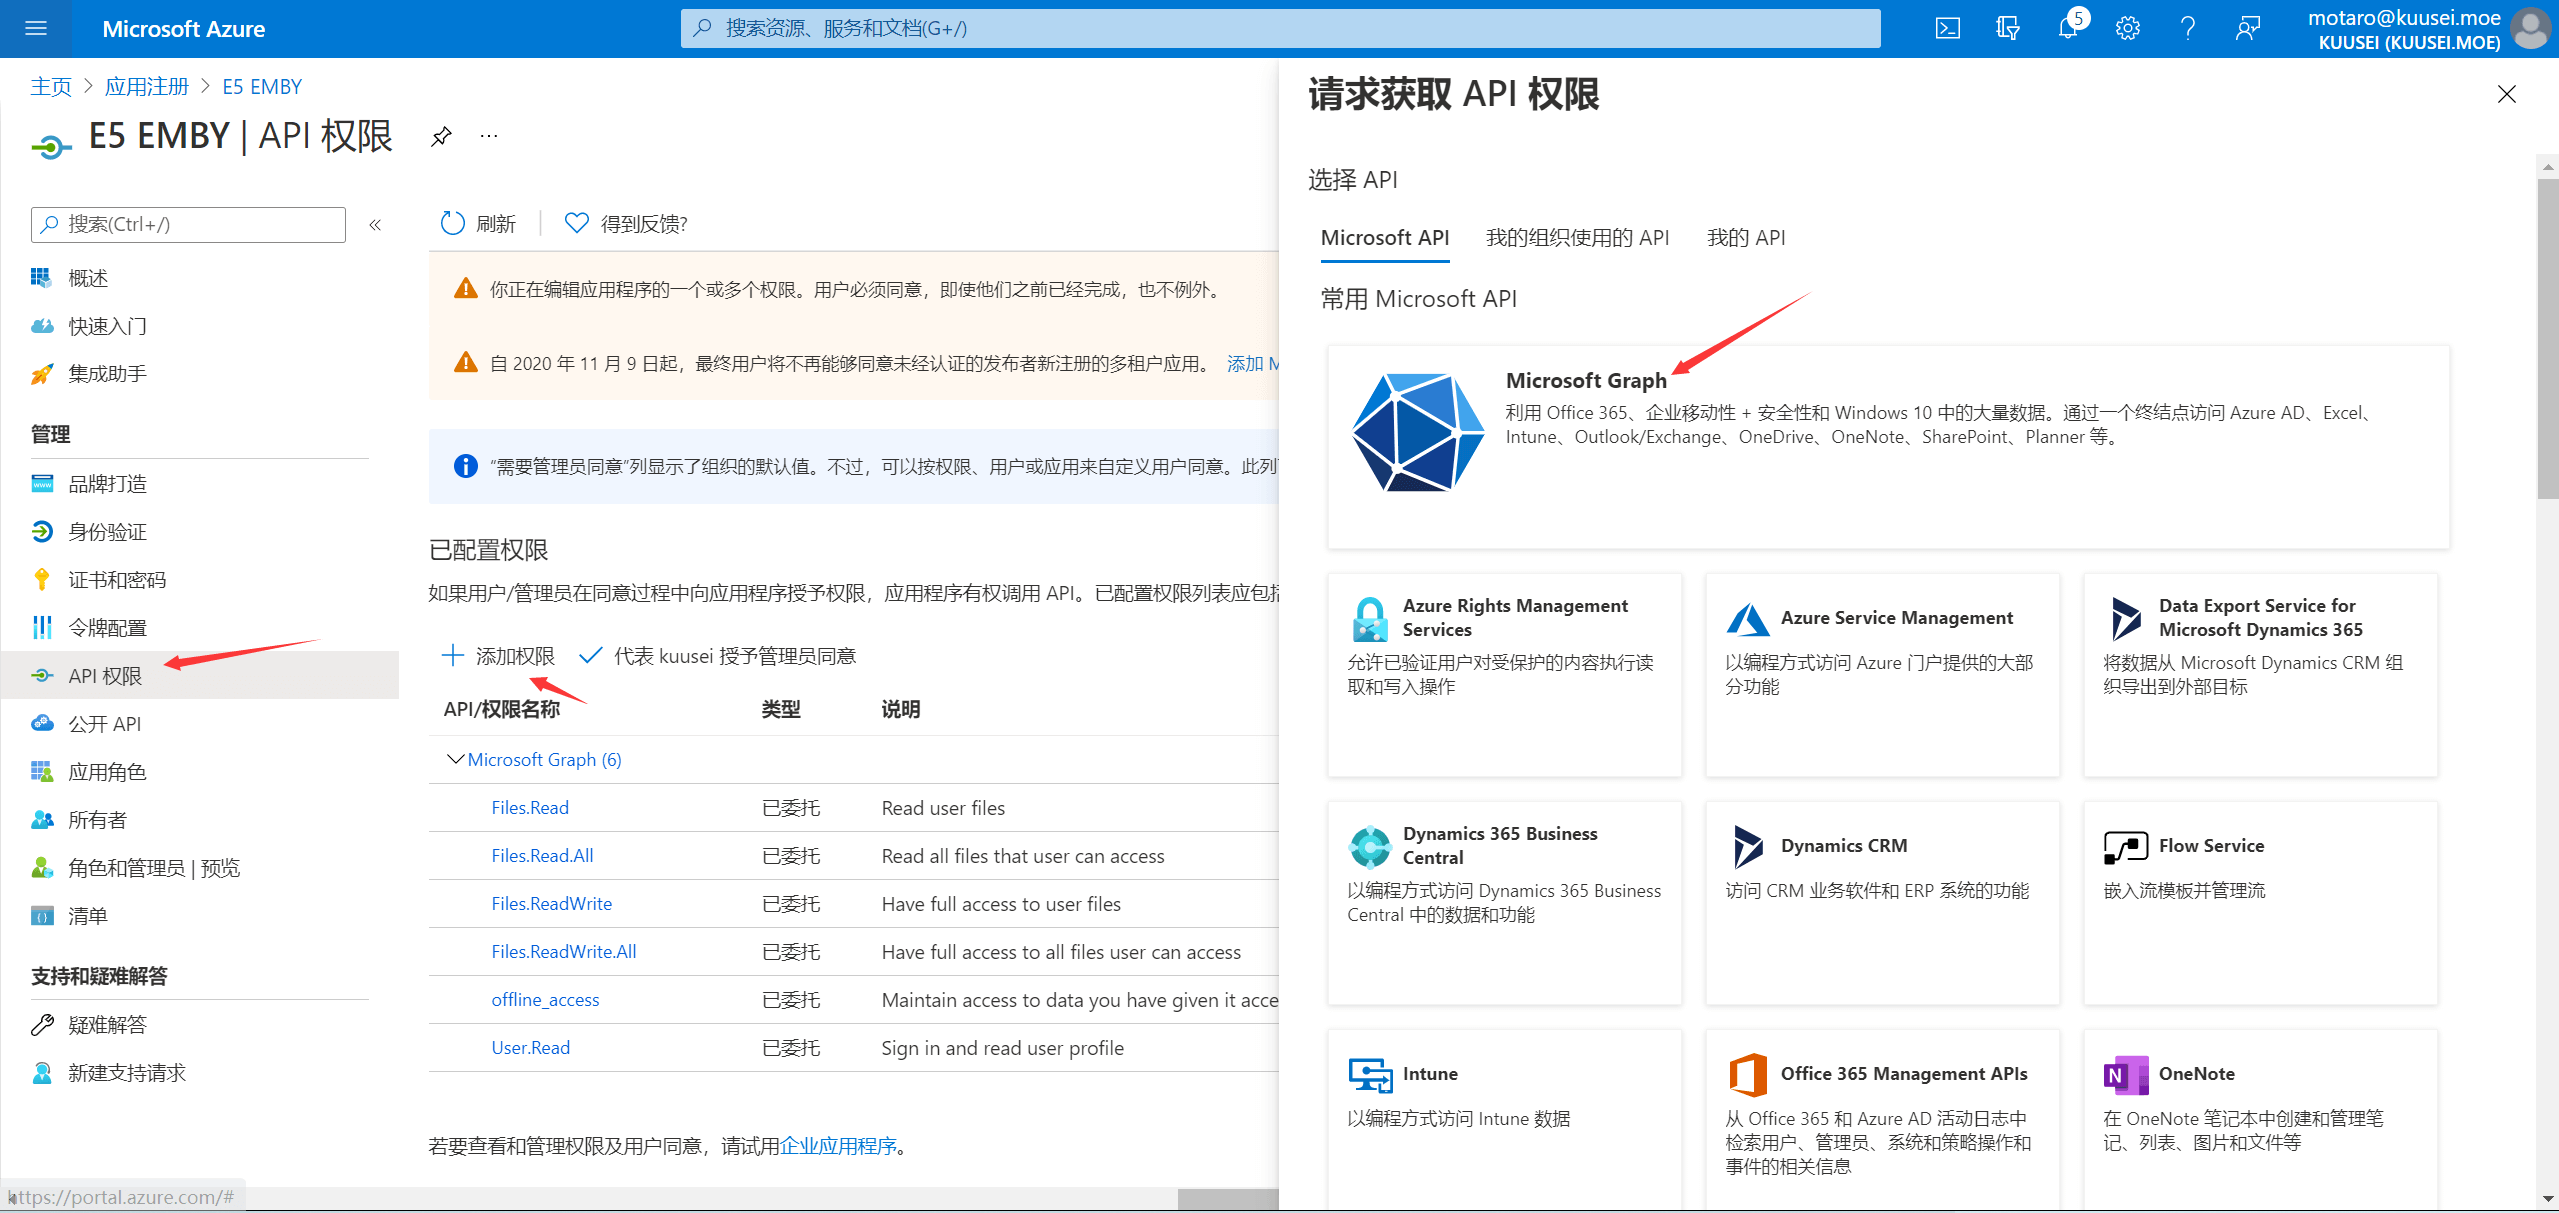 Microsoft Azure
搜索资源、服务和文档(G+/)
5
motaro@kuusei.moe
KUUSEI (KUUSEI.MOE)
主页 > 应用注册 > E5 EMBY
E5 EMBY | API 权限
搜索(Ctrl+/)
概述
快速入门
集成助手
管理
品牌打造
身份验证
证书和密码
令牌配置
API 权限
公开 API
应用角色
所有者
角色和管理员 | 预览
清单
支持和疑难解答
疑难解答
新建支持请求
https://portal.azure.com/#
刷新
得到反馈?
你正在编辑应用程序的一个或多个权限。用户必须同意，即使他们之前已经完成，也不例外。
自 2020 年 11 月 9 日起，最终用户将不再能够同意未经认证的发布者新注册的多租户应用。 添加 M
“需要管理员同意”列显示了组织的默认值。不过，可以按权限、用户或应用来自定义用户同意。此列
已配置权限
如果用户/管理员在同意过程中向应用程序授予权限，应用程序有权调用 API。已配置权限列表应包括
添加权限
代表 kuusei 授予管理员同意
API/权限名称 类型 说明
Microsoft Graph (6)
Files.Read 已委托 Read user files
Files.Read.All 已委托 Read all files that user can access
Files.ReadWrite 已委托 Have full access to user files
Files.ReadWrite.All 已委托 Have full access to all files user can access
offline_access 已委托 Maintain access to data you have given it acce
User.Read 已委托 Sign in and read user profile
若要查看和管理权限及用户同意，请试用企业应用程序。
请求获取 API 权限
选择 API
Microsoft API 我的组织使用的 API 我的 API
常用 Microsoft API
Microsoft Graph
利用 Office 365、企业移动性 + 安全性和 Windows 10 中的大量数据。通过一个终结点访问 Azure AD、Excel、
Intune、Outlook/Exchange、OneDrive、OneNote、SharePoint、Planner 等。
Azure Rights Management
Services
允许已验证用户对受保护的内容执行读
取和写入操作
Azure Service Management
以编程方式访问 Azure 门户提供的大部
分功能
Data Export Service for
Microsoft Dynamics 365
将数据从 Microsoft Dynamics CRM 组
织导出到外部目标
Dynamics 365 Business
Central
以编程方式访问 Dynamics 365 Business
Central 中的数据和功能
Dynamics CRM
访问 CRM 业务软件和 ERP 系统的功能
Flow Service
嵌入流模板并管理流
Intune
以编程方式访问 Intune 数据
Office 365 Management APIs
从 Office 365 和 Azure AD 活动日志中
检索用户、管理员、系统和策略操作和
事件的相关信息
OneNote
在 OneNote 笔记本中创建和管理笔
记、列表、图片和文件等